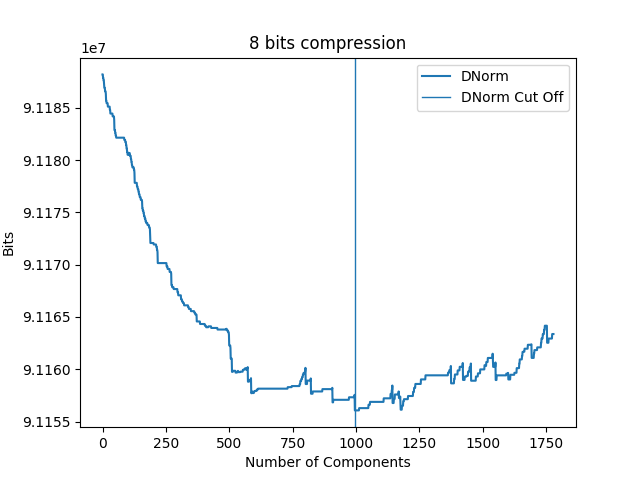 8 bits compression
1e7
DNorm
DNorm Cut Off
9.1185
9.1180
9.1175
9.1170
9.1165
9.1160
9.1155
Bits
0
250
500
750
1000
1250
1500
1750
Number of Components